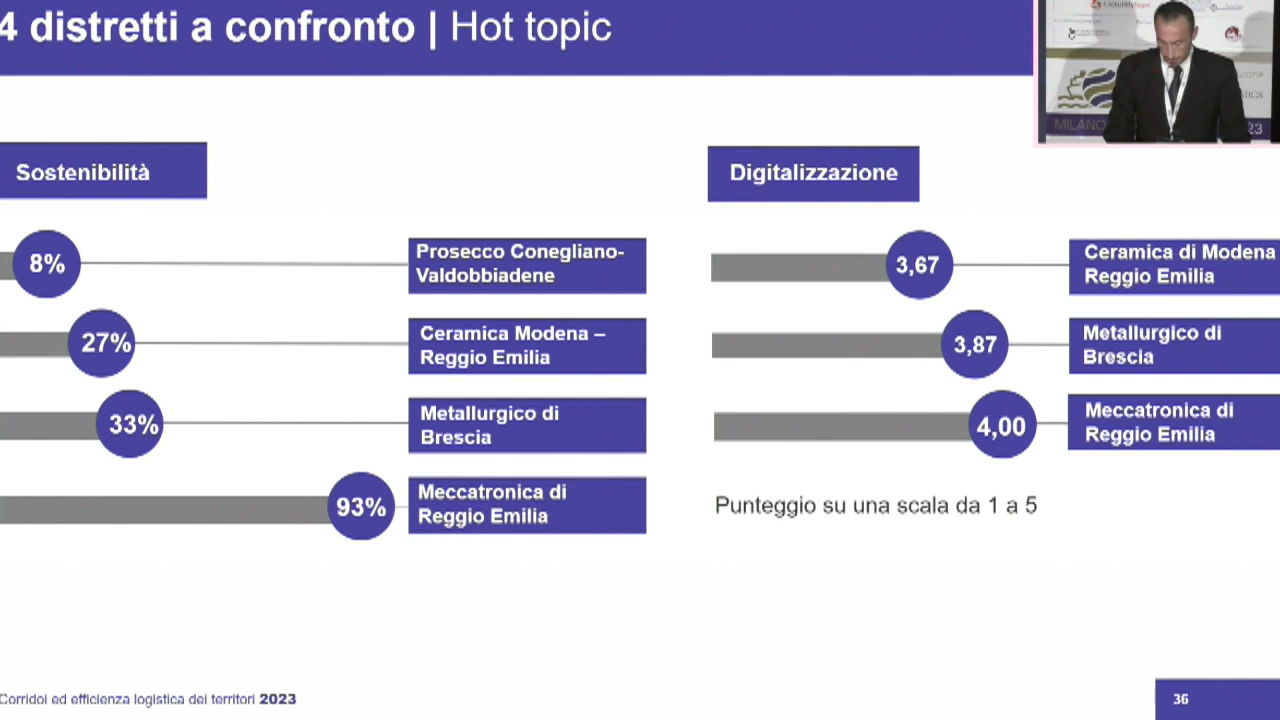 4 distretti a confronto | Hot topic
Sostenibilità
8%
Prosecco Conegliano-
Valdobbiadene
27%
Ceramica Modena –
Reggio Emilia
33%
Metallurgico di
Brescia
93%
Meccatronica di
Reggio Emilia
Digitalizzazione
3,67
Ceramica di Modena
Reggio Emilia
3,87
Metallurgico di
Brescia
4,00
Meccatronica di
Reggio Emilia
Punteggio su una scala da 1 a 5
Corridoi ed efficienza logistica dei territori 2023
36
MILANO
23